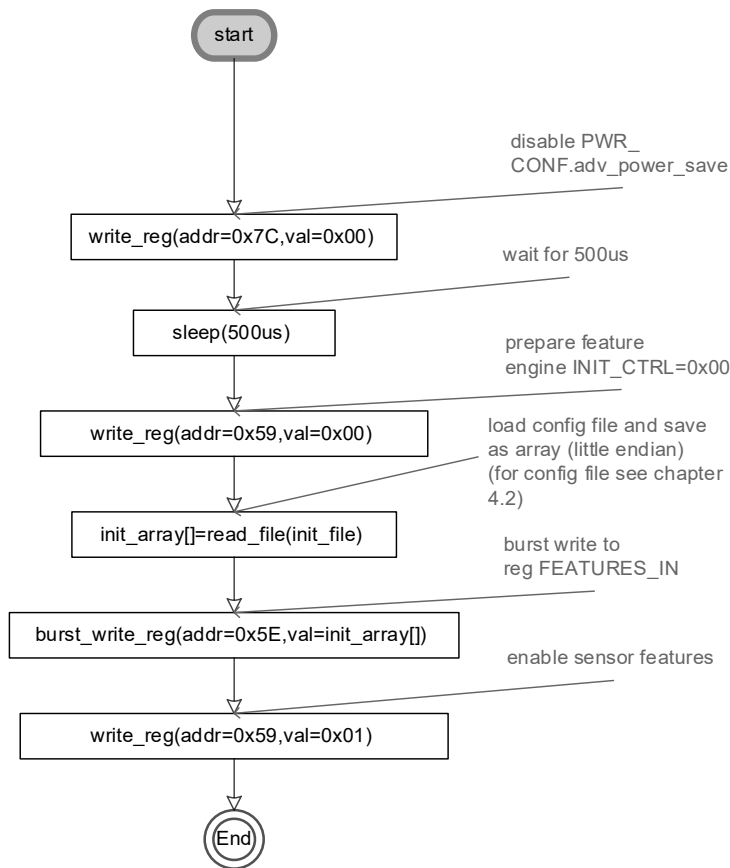 start
disable PWR_
CONF.adv_power_save
write_reg(addr=0x7C,val=0x00)
wait for 500us
sleep(500us)
prepare feature
engine INIT_CTRL=0x00
write_reg(addr=0x59,val=0x00)
load config file and save
as array (little endian)
(for config file see chapter
4.2)
init_array[]=read_file(init_file)
burst write to
reg FEATURES_IN
burst_write_reg(addr=0x5E,val=init_array[])
enable sensor features
write_reg(addr=0x59,val=0x01)
End